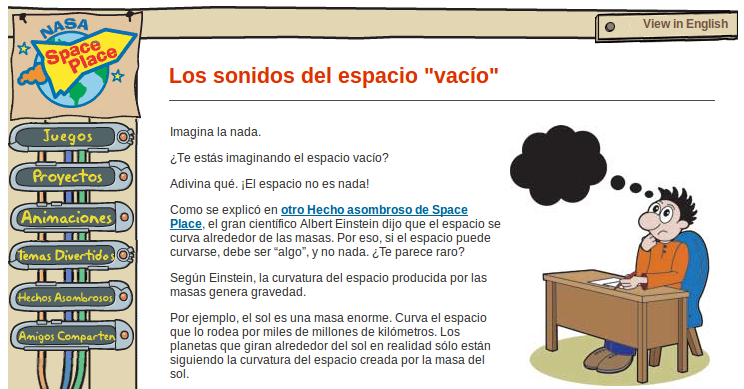 View in English
NASA
Space
Place
Los sonidos del espacio "vacío"
Juegos
Proyectos
Animaciones
Temas Divertidos
Hechos Asombrosos
Amigos Comparten
Imagina la nada.
¿Te estás imaginando el espacio vacío?
Adivina qué. ¡El espacio no es nada!
Como se explicó en otro Hecho asombroso de Space
Place, el gran científico Albert Einstein dijo que el espacio se
curva alrededor de las masas. Por eso, si el espacio puede
curvarse, debe ser “algo”, y no nada. ¿Te parece raro?
Según Einstein, la curvatura del espacio producida por las
masas genera gravedad.
Por ejemplo, el sol es una masa enorme. Curva el espacio
que lo rodea por miles de millones de kilómetros. Los
planetas que giran alrededor del sol en realidad sólo están
siguiendo la curvatura del espacio creada por la masa del
sol.